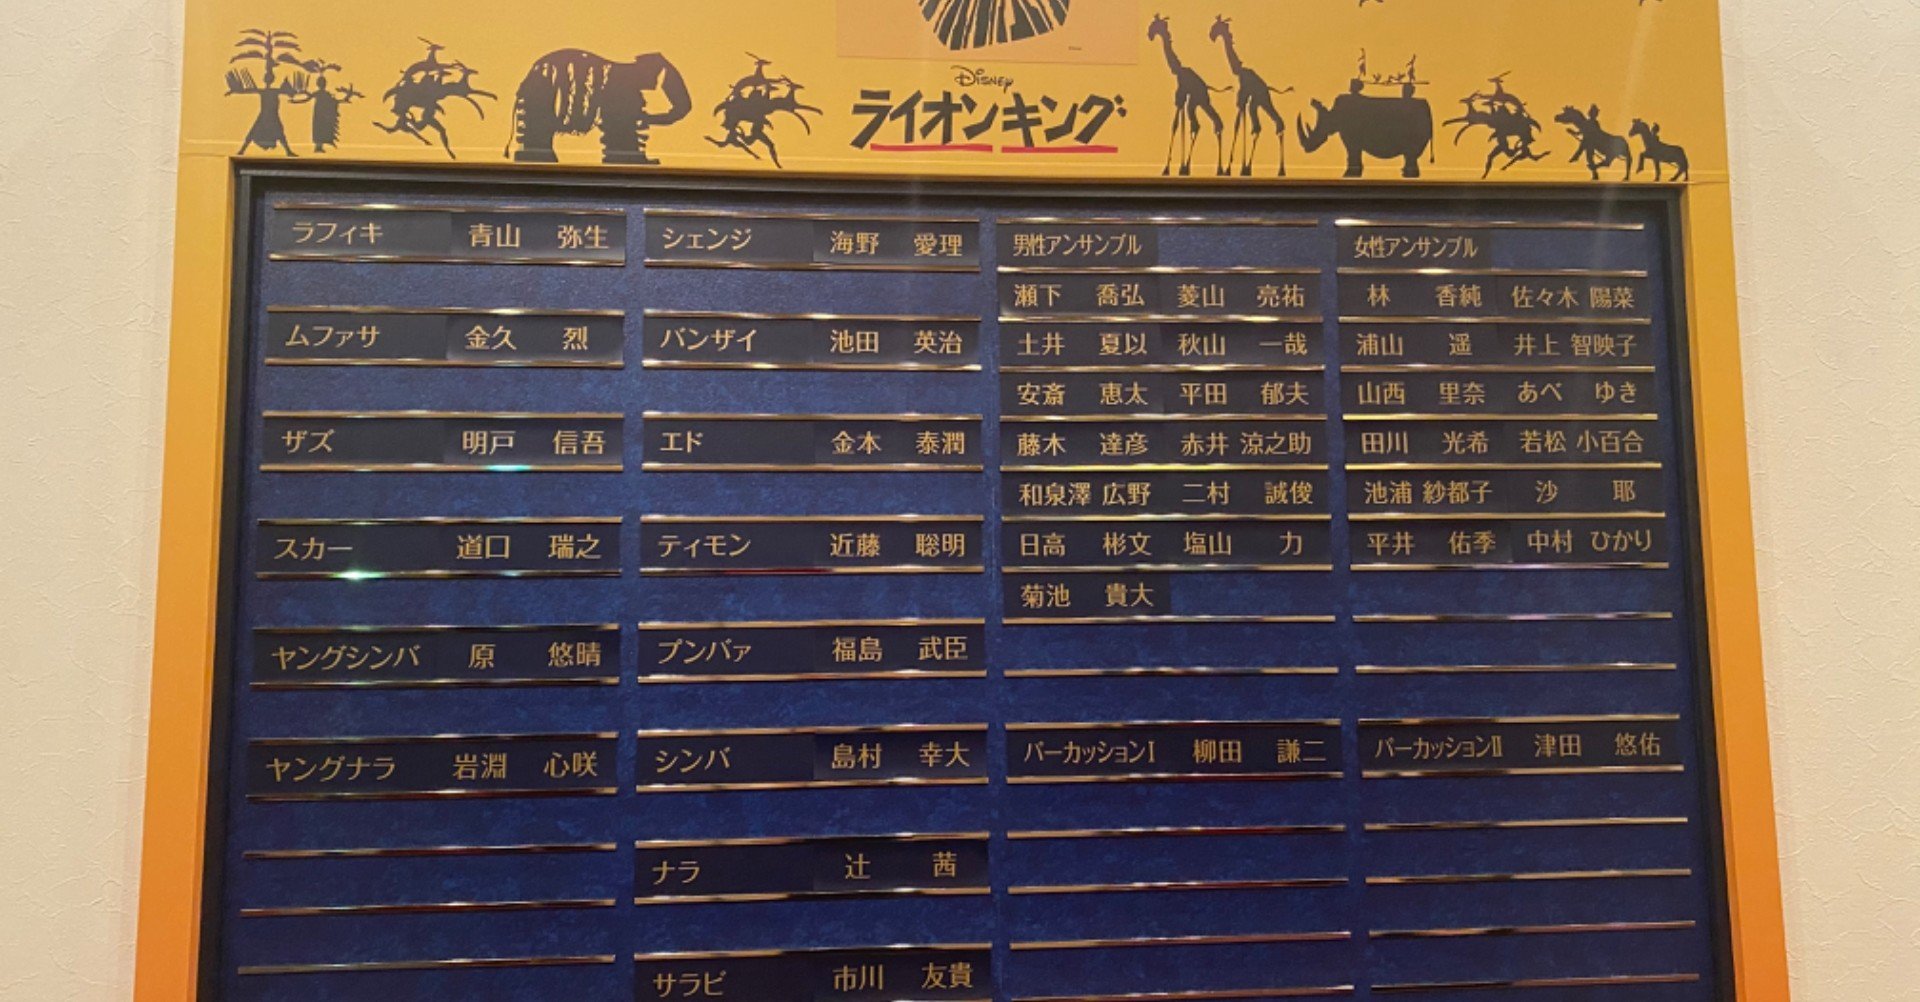 Disney
ライオンキング
ラフィキ 青山 弥生
ムファサ 金久 烈
ザズ 明戸 信吾
スカー 道口 瑞之
ヤングシンバ 原 悠晴
ヤングナラ 岩淵 心咲
シェンジ 海野 愛理
バンザイ 池田 英治
エド 金本 泰潤
ティモン 近藤 聡明
プンバァ 福島 武臣
シンバ 島村 幸大
ナラ 辻 茜
サラビ 市川 友貴
男性アンサンブル
瀬下 喬弘 菱山 亮祐
土井 夏以 秋山 一哉
安斎 恵太 平田 郁夫
藤木 達彦 赤井 涼之助
和泉澤 広野 二村 誠俊
日高 彬文 塩山 力
菊池 貴大
パーカッションⅠ 柳田 謙二
女性アンサンブル
林 香純 佐々木 陽菜
浦山 遥 井上 智映子
山西 里奈 あべ ゆき
田川 光希 若松 小百合
池浦 紗都子 沙 耶
平井 佑季 中村 ひかり
パーカッションⅡ 津田 悠佑